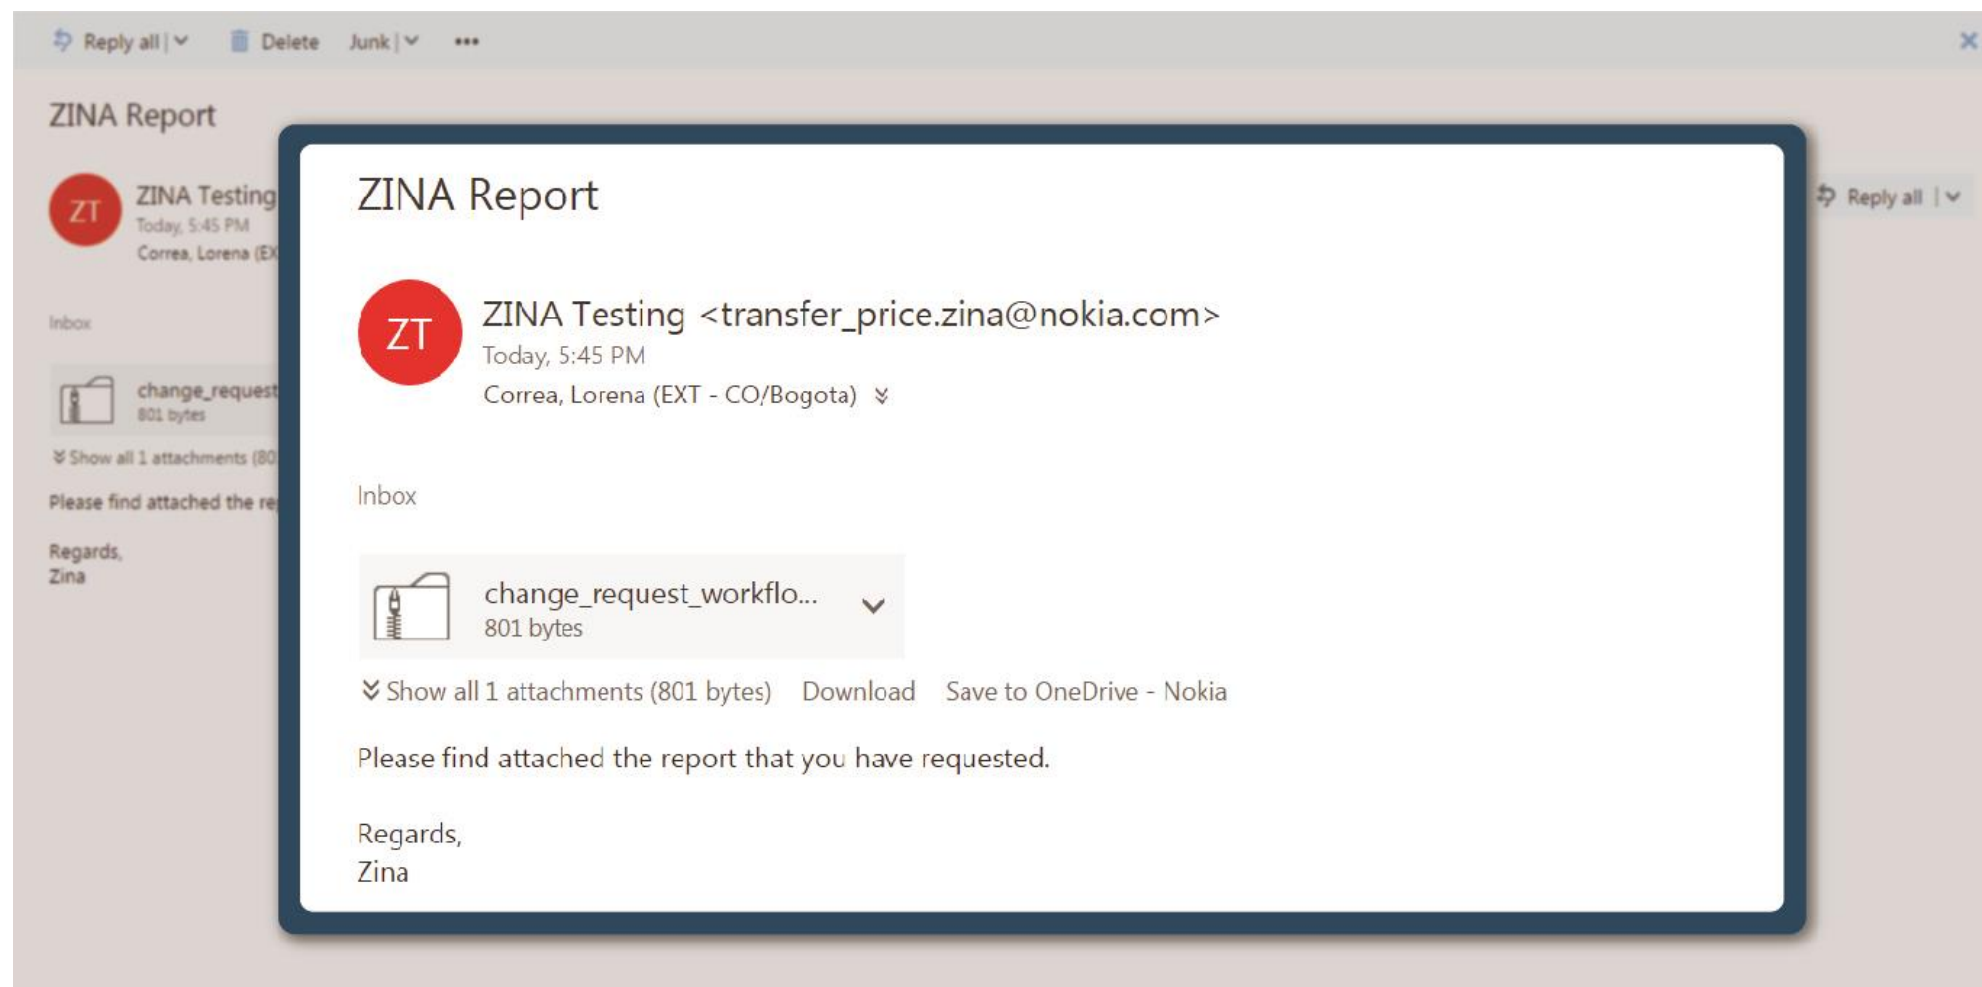 Reply all | Delete Junk | •••
ZINA Report
ZT
ZINA Testing
Today, 5:45 PM
Correa, Lorena (EX
Inbox
change_request
801 bytes
Show all 1 attachments (80
Please find attached the re
Regards,
Zina
Reply all |
ZINA Report
ZT
ZINA Testing <transfer_price.zina@nokia.com>
Today, 5:45 PM
Correa, Lorena (EXT - CO/Bogota)
Inbox
change_request_workflo...
801 bytes
Show all 1 attachments (801 bytes) Download Save to OneDrive - Nokia
Please find attached the report that you have requested.
Regards,
Zina